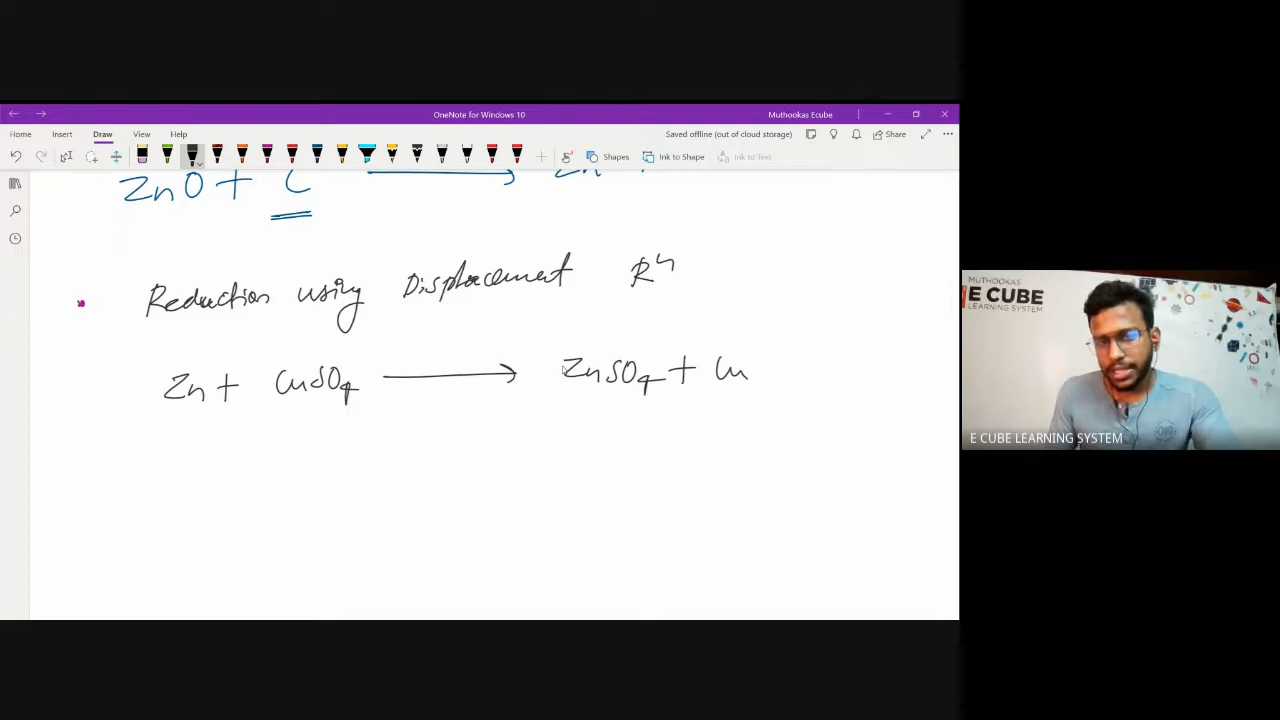 OneNote for Windows 10
Muthookas Ecube
Home Insert Draw View Help
Saved offline (out of cloud storage) Share
Shapes Ink to Shape Ink to Text
ZnO + C
Reduction using Displacement Rⁿ
Zn + CuSO₄ ⟶ ZnSO₄ + Cu
MUTHOOKAS
E CUBE
LEARNING SYSTEM
E CUBE LEARNING SYSTEM